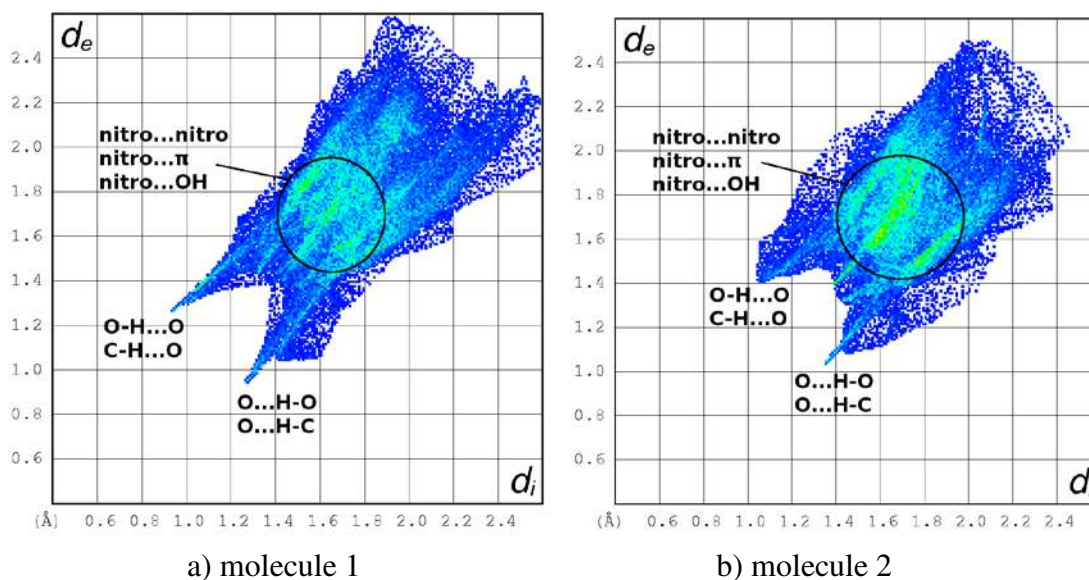 dₑ
2.4
2.2
2.0
1.8
1.6
1.4
1.2
1.0
0.8
0.6
nitro...nitro
nitro...π
nitro...OH
O-H...O
C-H...O
O...H-O
O...H-C
dᵢ
(Å) 0.6 0.8 1.0 1.2 1.4 1.6 1.8 2.0 2.2 2.4
a) molecule 1
dₑ
2.4
2.2
2.0
1.8
1.6
1.4
1.2
1.0
0.8
0.6
nitro...nitro
nitro...π
nitro...OH
O-H...O
C-H...O
O...H-O
O...H-C
d
(Å) 0.6 0.8 1.0 1.2 1.4 1.6 1.8 2.0 2.2 2.4
b) molecule 2